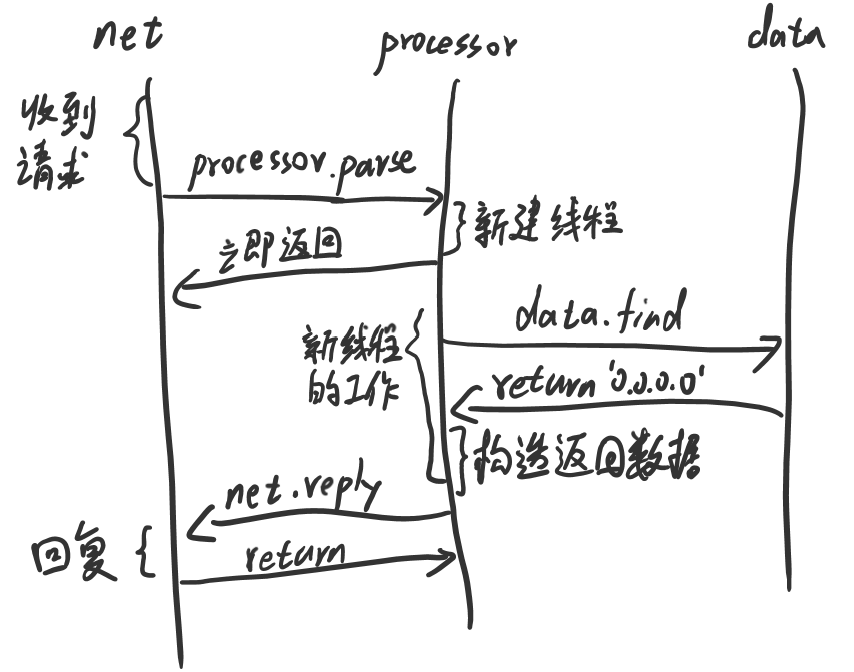 net
processor
data
收到
请求
processor.parse
新建线程
立即返回
data.find
新线程
的工作
return '0.0.0.0'
构造返回数据
net.reply
回复
return